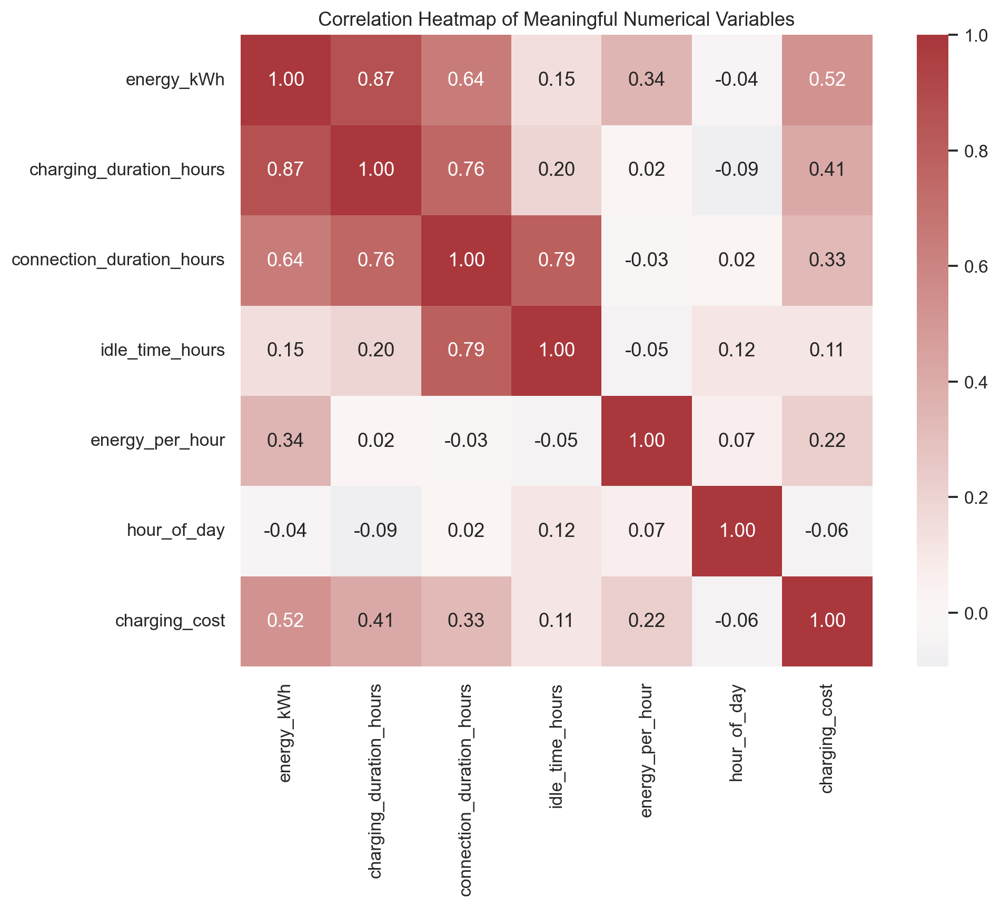 Correlation Heatmap of Meaningful Numerical Variables
energy_kWh 1.00 0.87 0.64 0.15 0.34 -0.04 0.52
charging_duration_hours 0.87 1.00 0.76 0.20 0.02 -0.09 0.41
connection_duration_hours 0.64 0.76 1.00 0.79 -0.03 0.02 0.33
idle_time_hours 0.15 0.20 0.79 1.00 -0.05 0.12 0.11
energy_per_hour 0.34 0.02 -0.03 -0.05 1.00 0.07 0.22
hour_of_day -0.04 -0.09 0.02 0.12 0.07 1.00 -0.06
charging_cost 0.52 0.41 0.33 0.11 0.22 -0.06 1.00
energy_kWh
charging_duration_hours
connection_duration_hours
idle_time_hours
energy_per_hour
hour_of_day
charging_cost
1.0
0.8
0.6
0.4
0.2
0.0